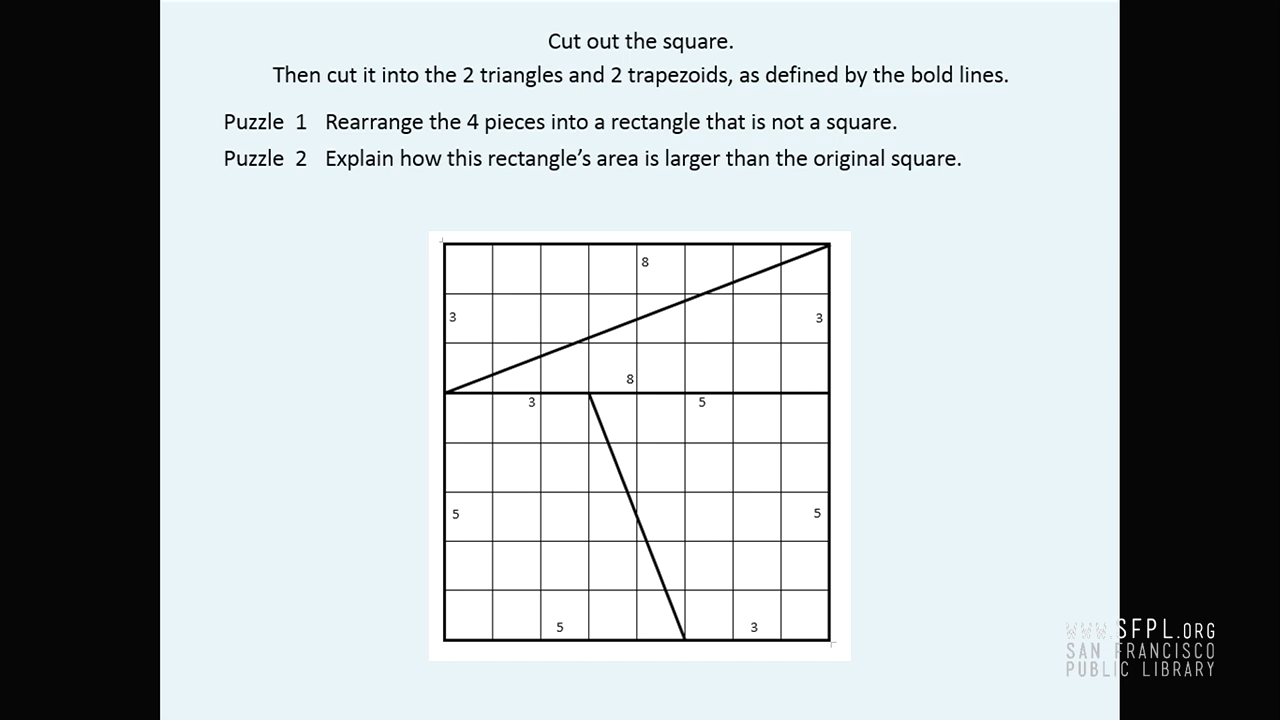 Cut out the square.
Then cut it into the 2 triangles and 2 trapezoids, as defined by the bold lines.
Puzzle 1 Rearrange the 4 pieces into a rectangle that is not a square.
Puzzle 2 Explain how this rectangle's area is larger than the original square.
8
3
3
8
3
5
5
5
5
3
WWW.SFPL.ORG
SAN FRANCISCO
PUBLIC LIBRARY